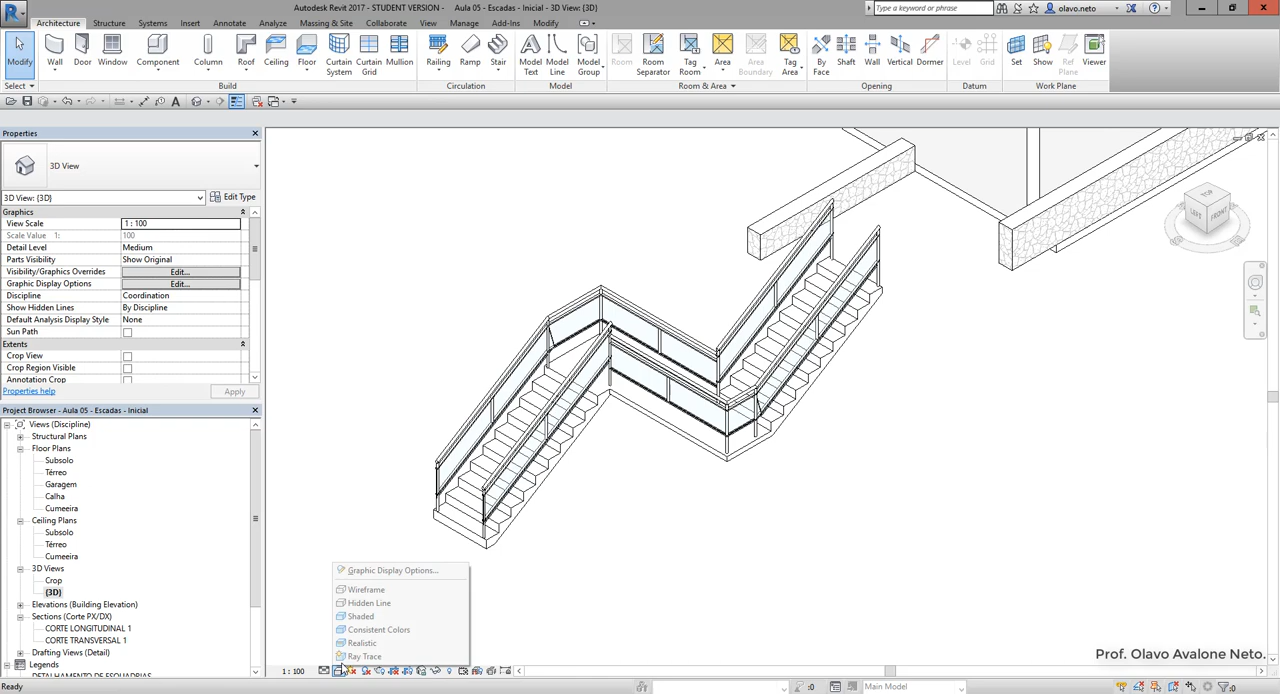 Autodesk Revit 2017 - STUDENT VERSION - Aula 05 - Escadas - Inicial - 3D View: {3D}
Type a keyword or phrase
olavo.neto
Architecture Structure Systems Insert Annotate Analyze Massing & Site Collaborate View Manage Add-Ins Modify
Modify Wall Door Window Component Column Roof Ceiling Floor Curtain System Curtain Grid Mullion Railing Ramp Stair Model Text Model Line Model Group Room Room Separator Tag Room Area Area Boundary Tag Area By Face Shaft Wall Vertical Dormer Level Grid Set Show Ref Plane Viewer
Select Build Circulation Model Room & Area Opening Datum Work Plane
Properties
3D View
3D View: {3D} Edit Type
Graphics
View Scale 1 : 100
Scale Value 1: 100
Detail Level Medium
Parts Visibility Show Original
Visibility/Graphics Overrides Edit...
Graphic Display Options Edit...
Discipline Coordination
Show Hidden Lines By Discipline
Default Analysis Display Style None
Sun Path
Extents
Crop View
Crop Region Visible
Annotation Crop
Properties help Apply
Project Browser - Aula 05 - Escadas - Inicial
Views (Discipline)
Structural Plans
Floor Plans
Subsolo
Térreo
Garagem
Calha
Cumeeira
Ceiling Plans
Subsolo
Térreo
Cumeeira
3D Views
Crop
{3D}
Elevations (Building Elevation)
Sections (Corte PX/DX)
CORTE LONGITUDINAL 1
CORTE TRANSVERSAL 1
Drafting Views (Detail)
Legends
DETALHAMENTO DE ESQUADRIAS
TOP
LEFT FRONT
Graphic Display Options...
Wireframe
Hidden Line
Shaded
Consistent Colors
Realistic
Ray Trace
1 : 100
Prof. Olavo Avalone Neto.
Ready
:0
Main Model
:0